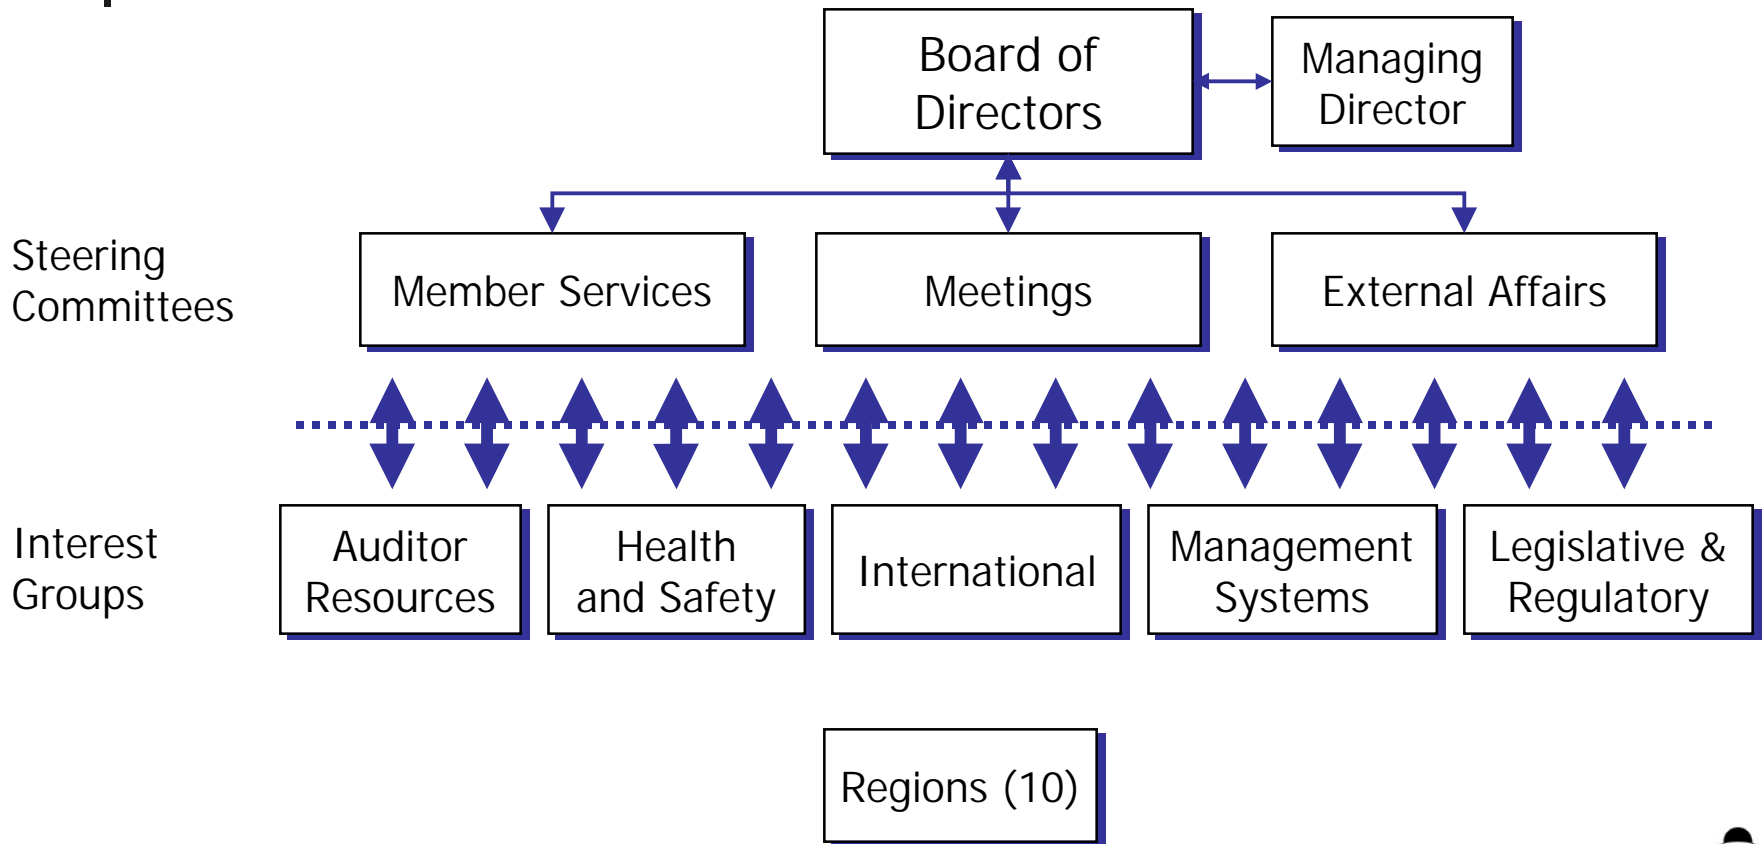 Board of
Directors
Managing
Director
Steering
Committees
Member Services
Meetings
External Affairs
Interest
Groups
Auditor
Resources
Health
and Safety
International
Management
Systems
Legislative &
Regulatory
Regions (10)